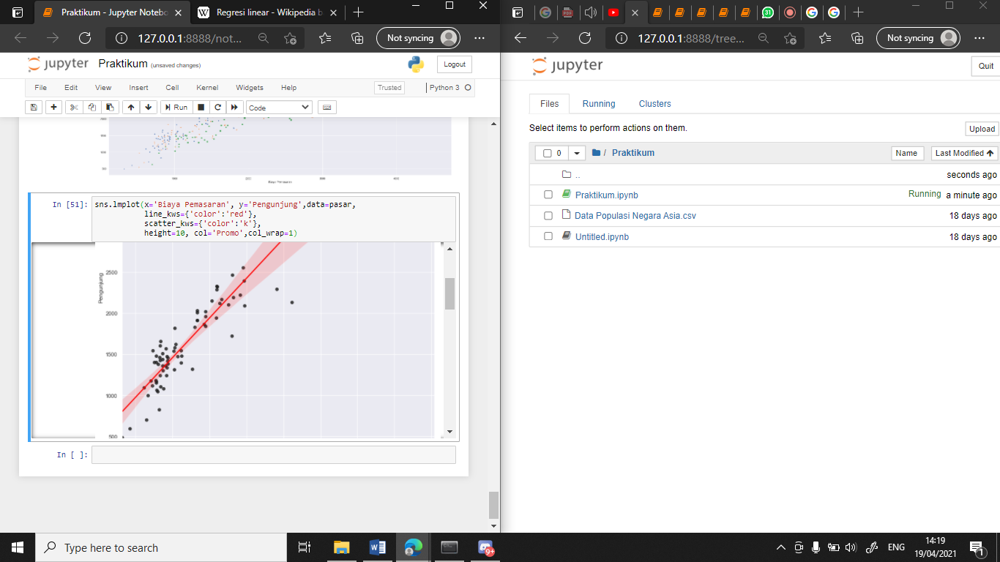 Praktikum - Jupyter Notebo
Regresi linear - Wikipedia b
127.0.0.1:8888/not...
Not syncing
jupyter
Praktikum (unsaved changes)
Logout
File Edit View Insert Cell Kernel Widgets Help
Trusted
Python 3
Run
Code
1000
Biaya Pemasaran
In [51]:
sns.lmplot(x='Biaya Pemasaran', y='Pengunjung',data=pasar,
line_kws={'color':'red'},
scatter_kws={'color':'k'},
height=10, col='Promo',col_wrap=1)
Pengunjung
2500
2000
1500
1000
500
In [ ]:
31
127.0.0.1:8888/tree...
Not syncing
jupyter
Quit
Files Running Clusters
Select items to perform actions on them.
Upload
0
/ Praktikum
Name
Last Modified
..
seconds ago
Praktikum.ipynb
Running
a minute ago
Data Populasi Negara Asia.csv
18 days ago
Untitled.ipynb
18 days ago
Type here to search
9+
ENG
14:19
19/04/2021
1